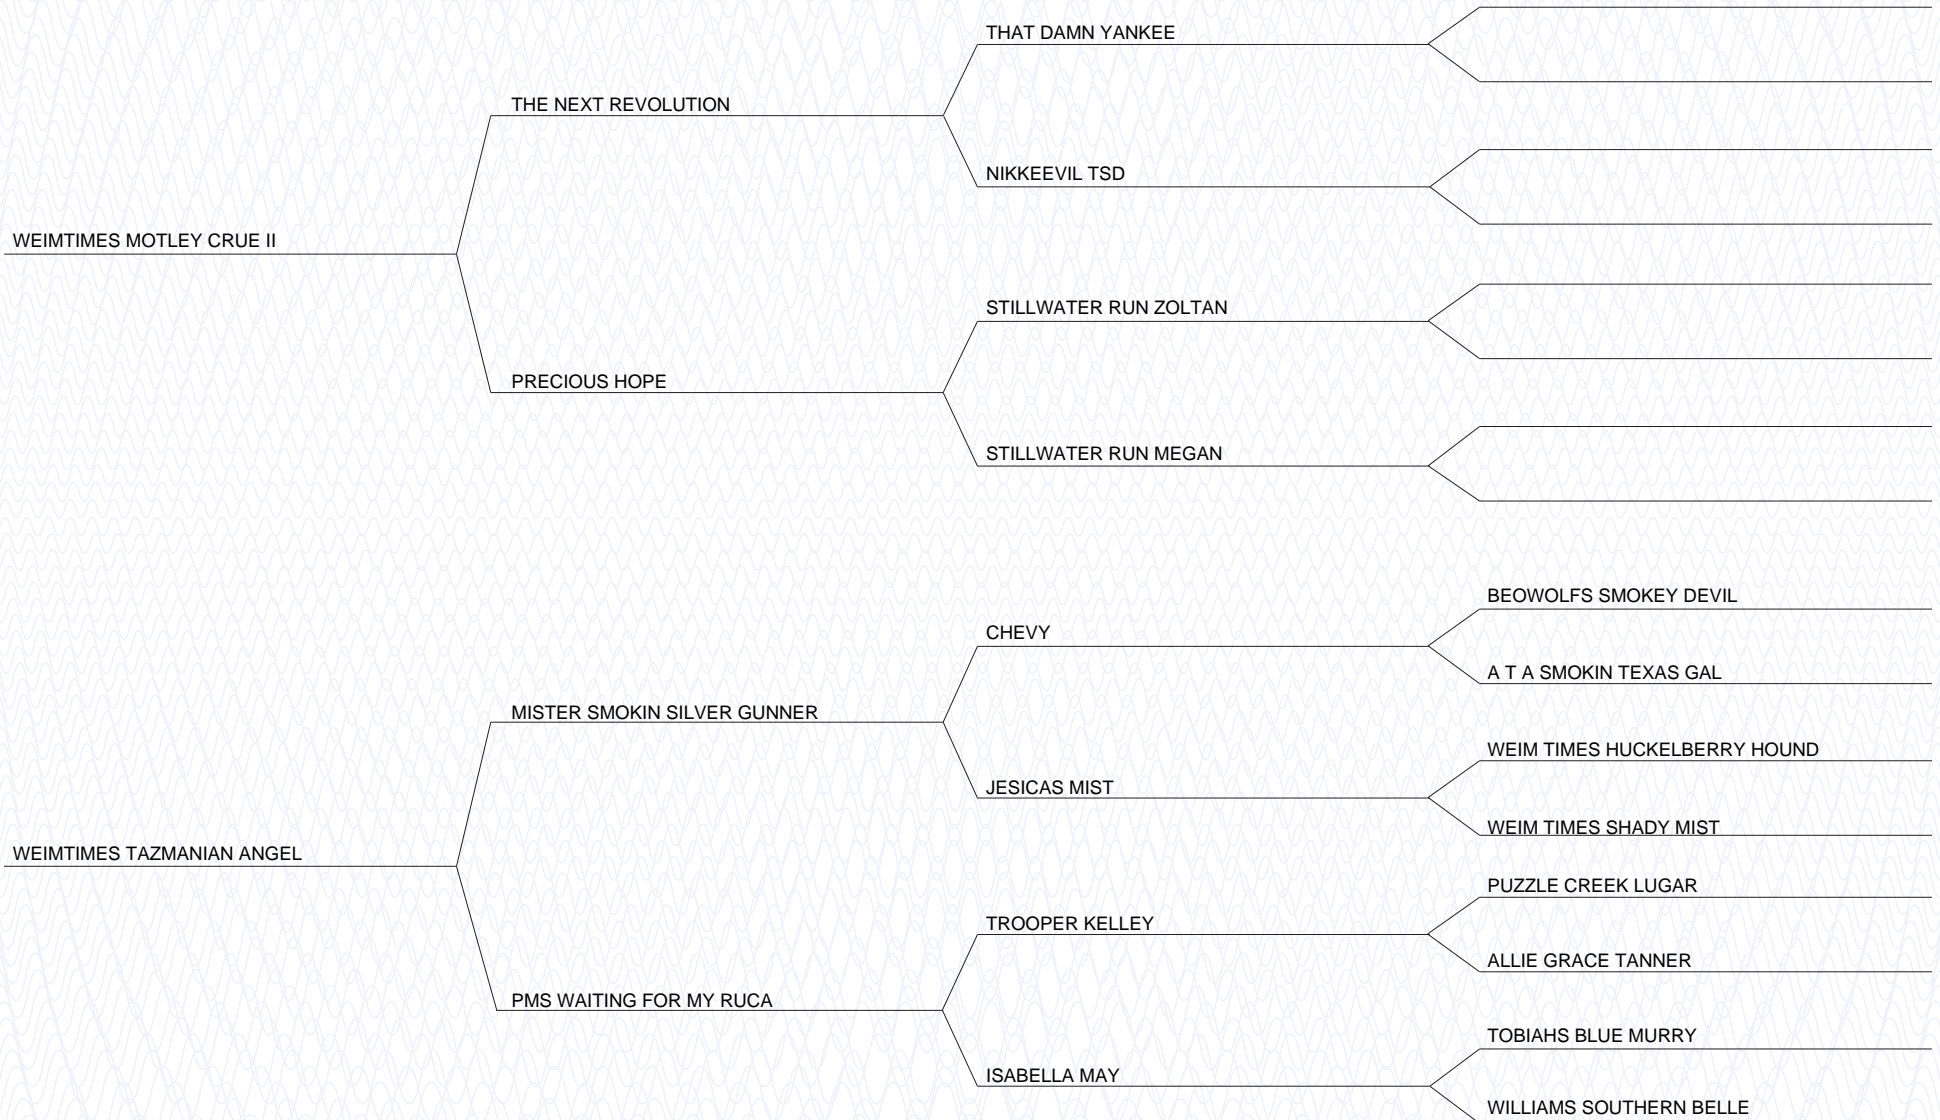 THAT DAMN YANKEE
THE NEXT REVOLUTION
NIKKEEVIL TSD
WEIMTIMES MOTLEY CRUE II
STILLWATER RUN ZOLTAN
PRECIOUS HOPE
STILLWATER RUN MEGAN
BEOWOLFS SMOKEY DEVIL
CHEVY
A T A SMOKIN TEXAS GAL
MISTER SMOKIN SILVER GUNNER
WEIM TIMES HUCKELBERRY HOUND
JESICAS MIST
WEIM TIMES SHADY MIST
WEIMTIMES TAZMANIAN ANGEL
PUZZLE CREEK LUGAR
TROOPER KELLEY
ALLIE GRACE TANNER
PMS WAITING FOR MY RUCA
TOBIAHS BLUE MURRY
ISABELLA MAY
WILLIAMS SOUTHERN BELLE